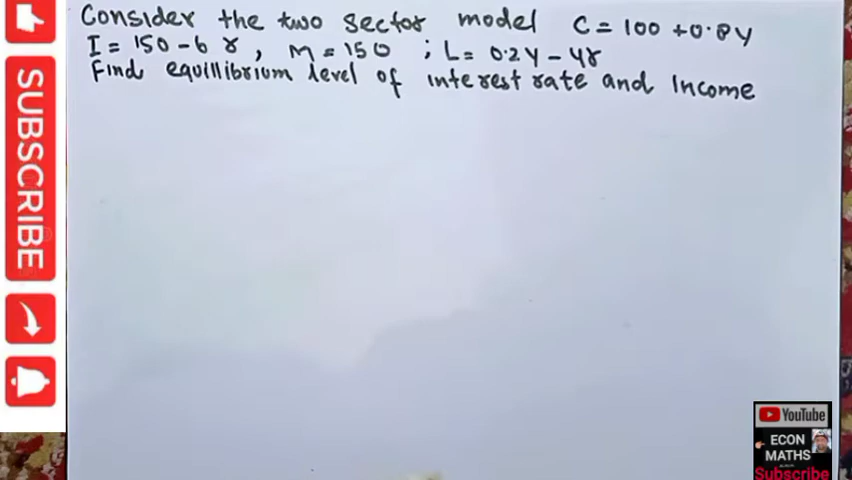 Consider the two sector model C = 100 + 0.8Y
I = 150 - 6r, M = 150 ; L = 0.2Y - 4r
Find equillibrium level of interest rate and Income
SUBSCRIBE
YouTube
ECON
MATHS
Subscribe